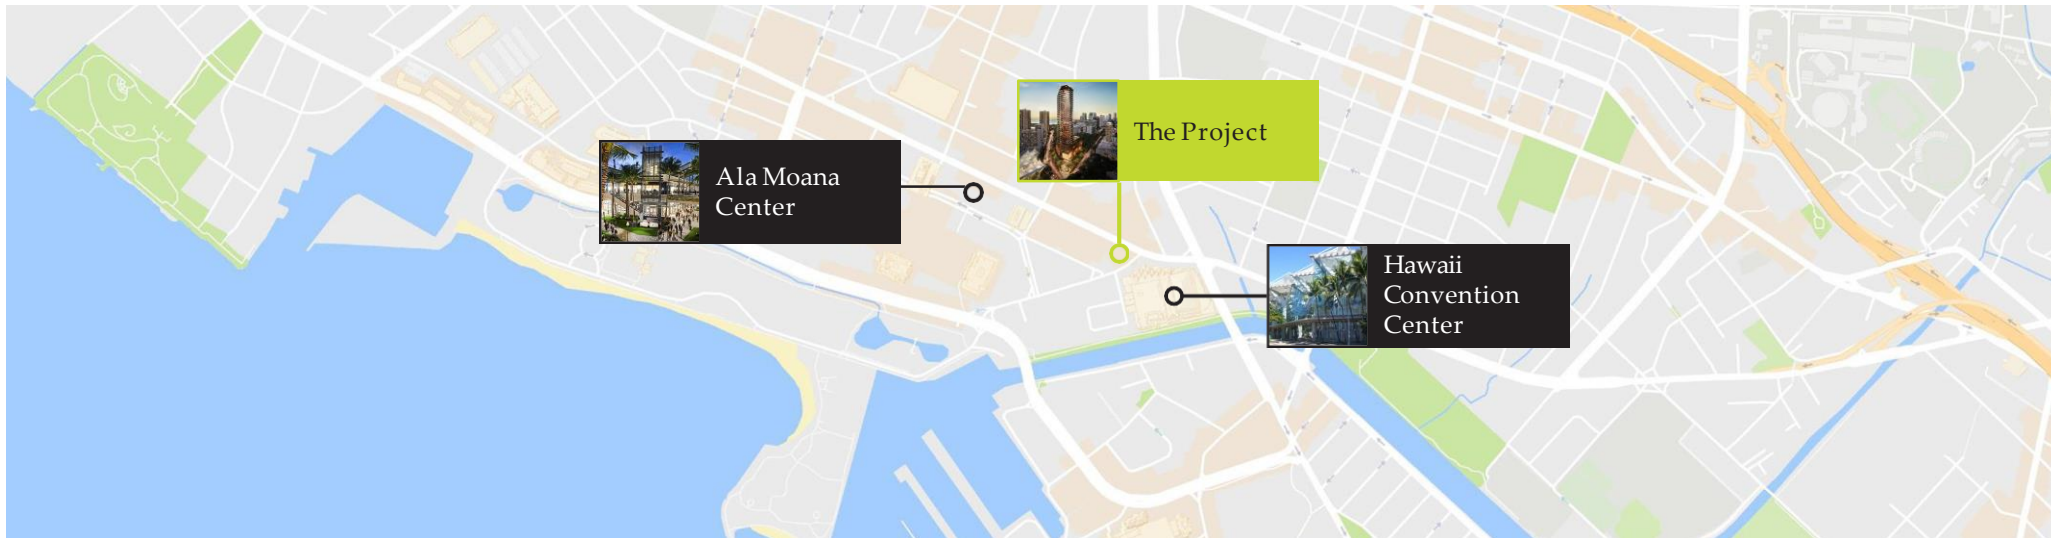 The Project
Ala Moana
Center
Hawaii
Convention
Center